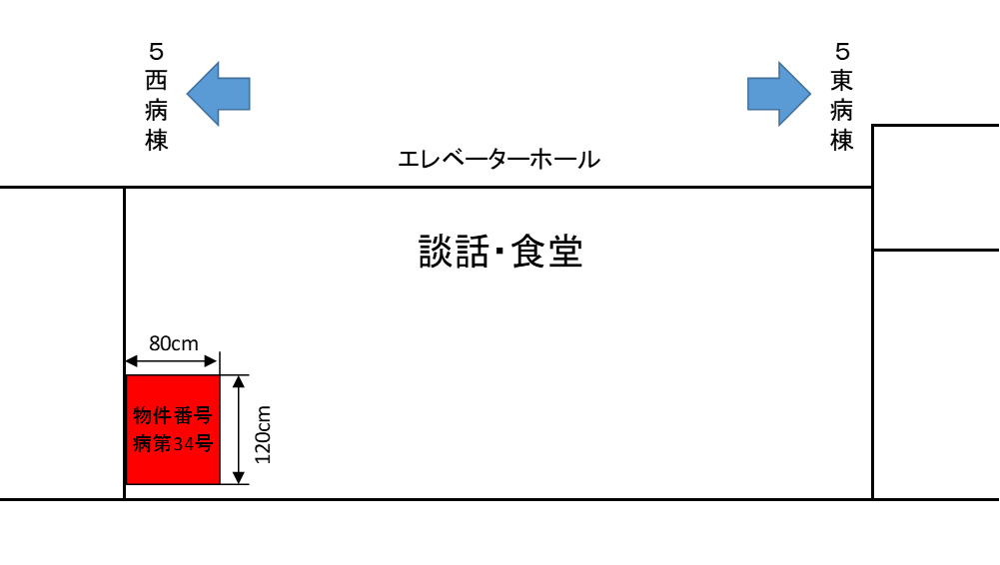 ５西病棟
５東病棟
エレベーターホール
談話・食堂
80cm
物件番号
病第34号
120cm